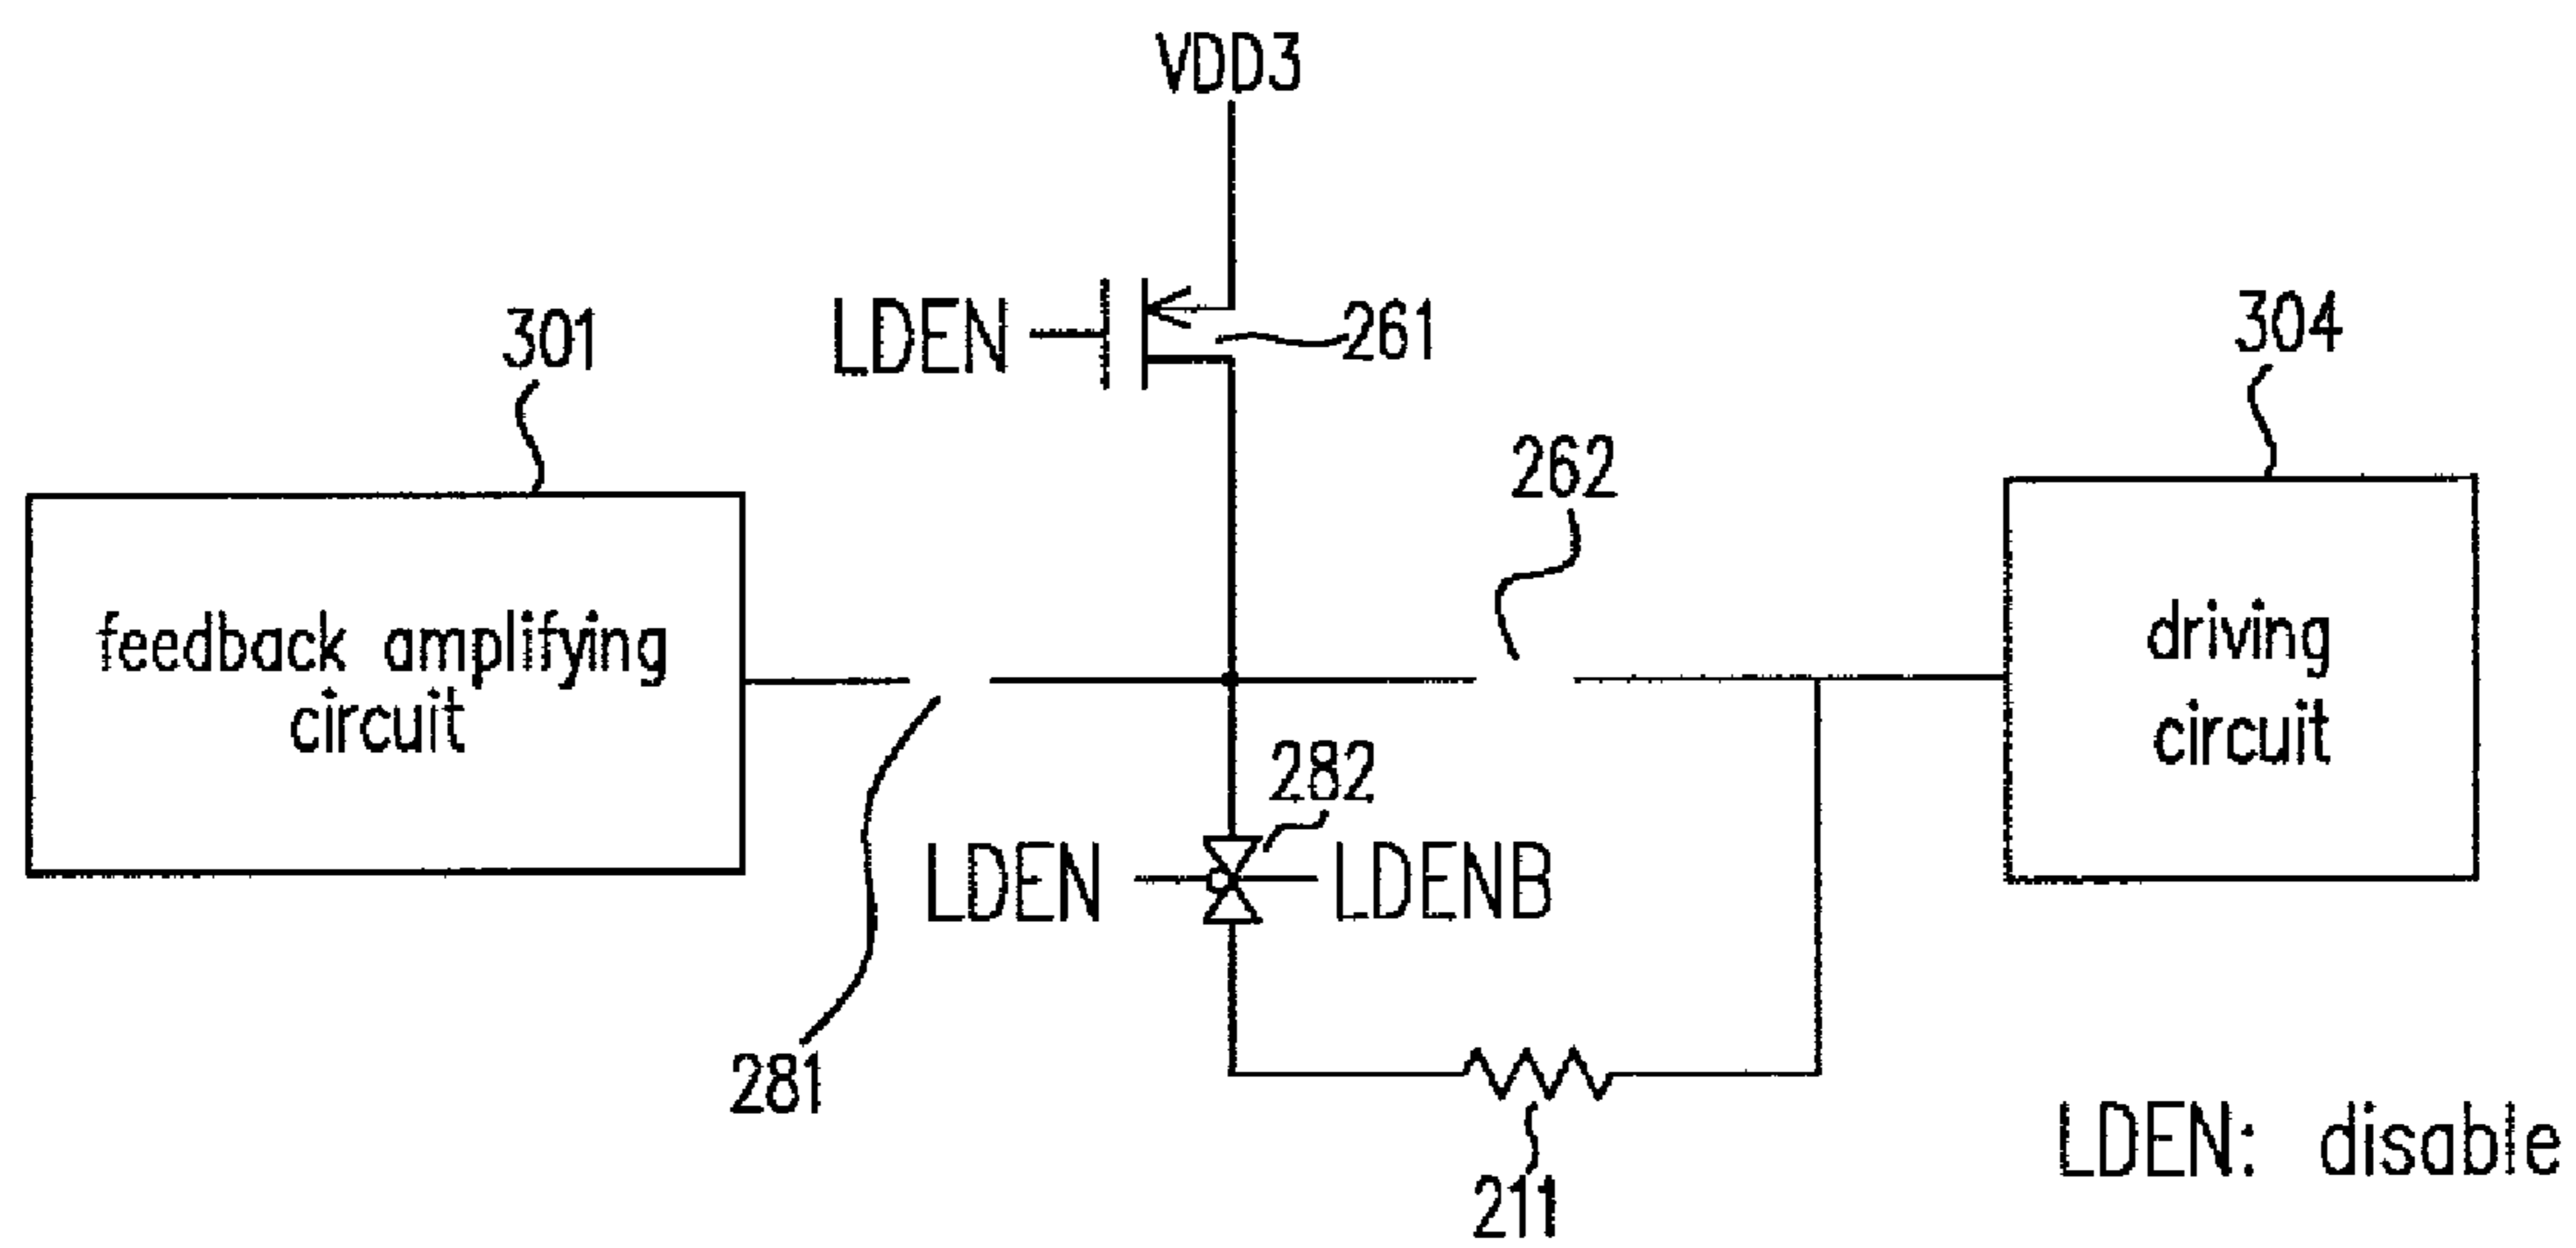 VDD3
LDEN
261
301
304
262
feedback amplifying
circuit
driving
circuit
282
LDEN
LDENB
281
211
LDEN: disable